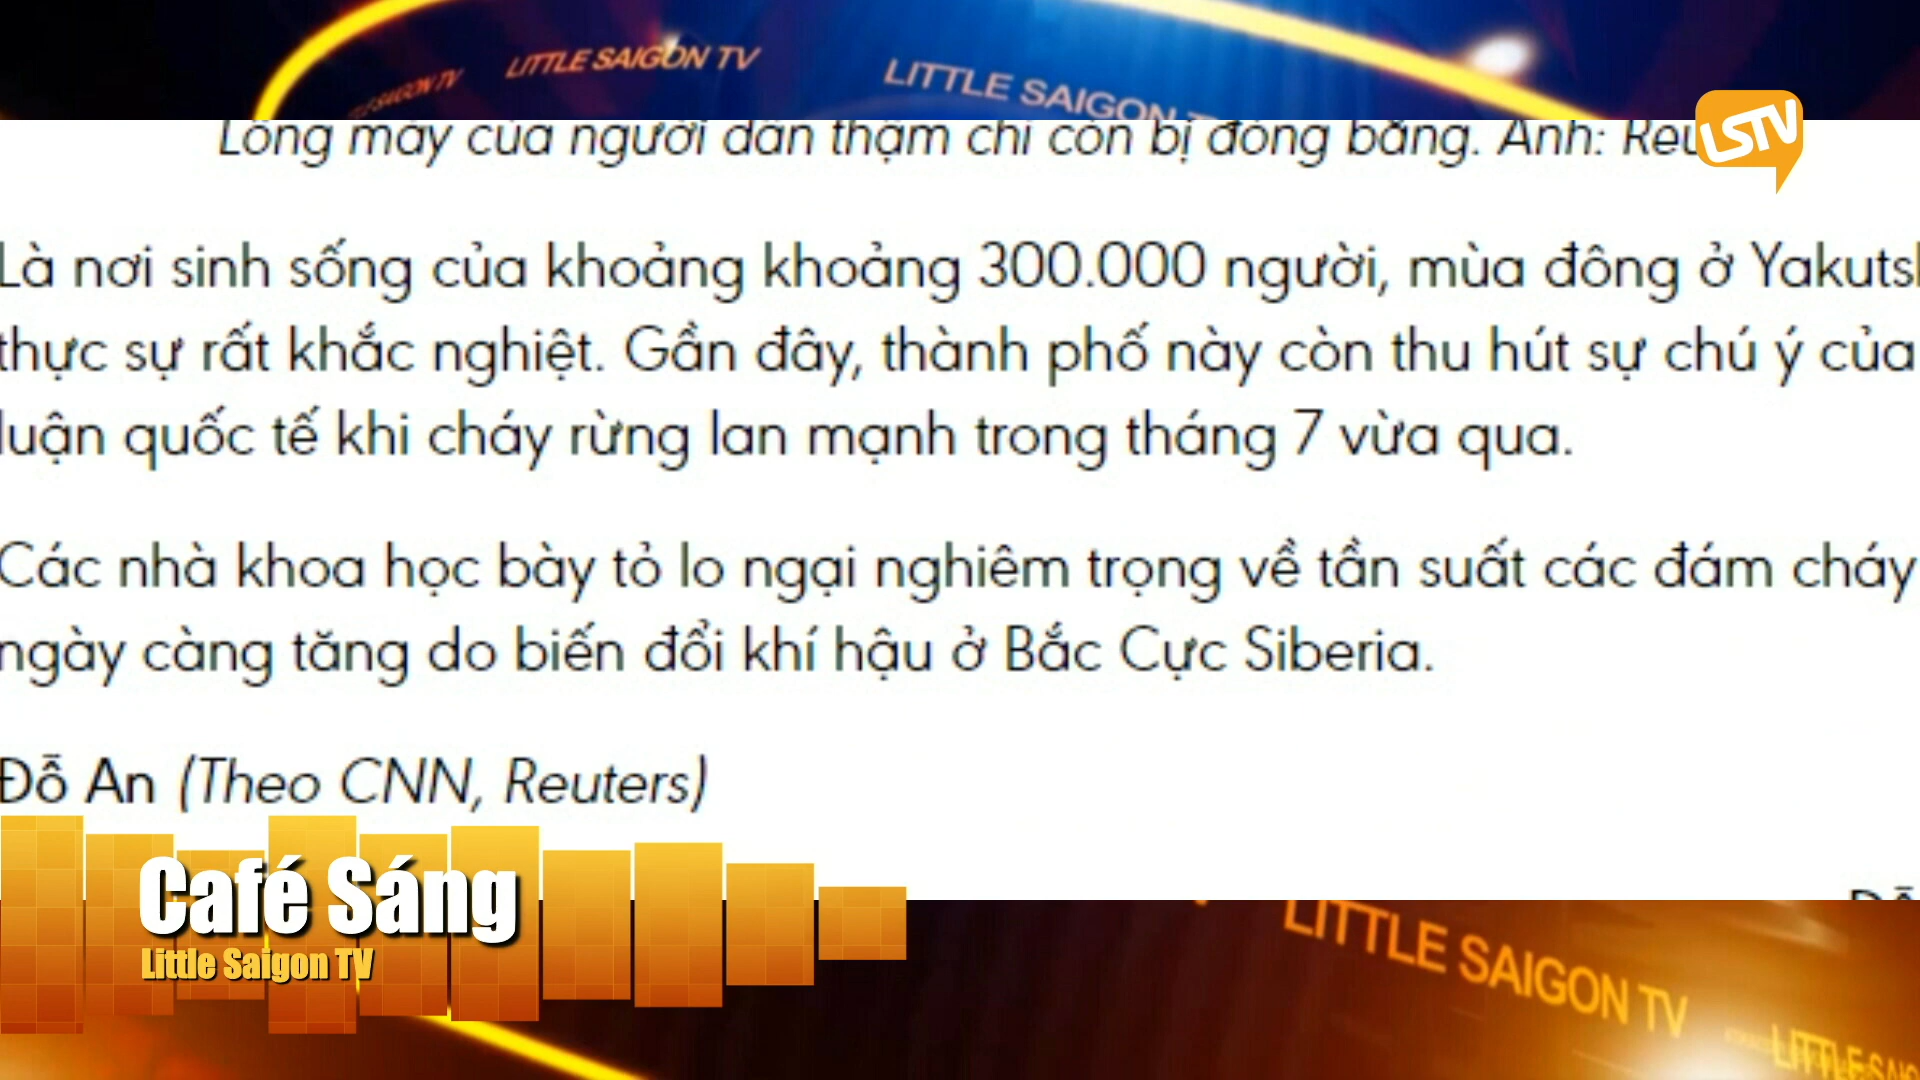 LITTLE SAIGON TV
LITTLE SAIGON
LSTV
Lông mày của người dân thậm chí còn bị đóng băng. Ảnh:
Là nơi sinh sống của khoảng khoảng 300.000 người, mùa đông ở
thực sự rất khắc nghiệt. Gần đây, thành phố này còn thu hút sự chú ý của
luận quốc tế khi cháy rừng lan mạnh trong tháng 7 vừa qua.
Các nhà khoa học bày tỏ lo ngại nghiêm trọng về tần suất các đám cháy
ngày càng tăng do biến đổi khí hậu ở Bắc Cực Siberia.
Đỗ An (Theo CNN, Reuters)
Café Sáng
Little Saigon TV
LITTLE SAIGON TV
LITTLE